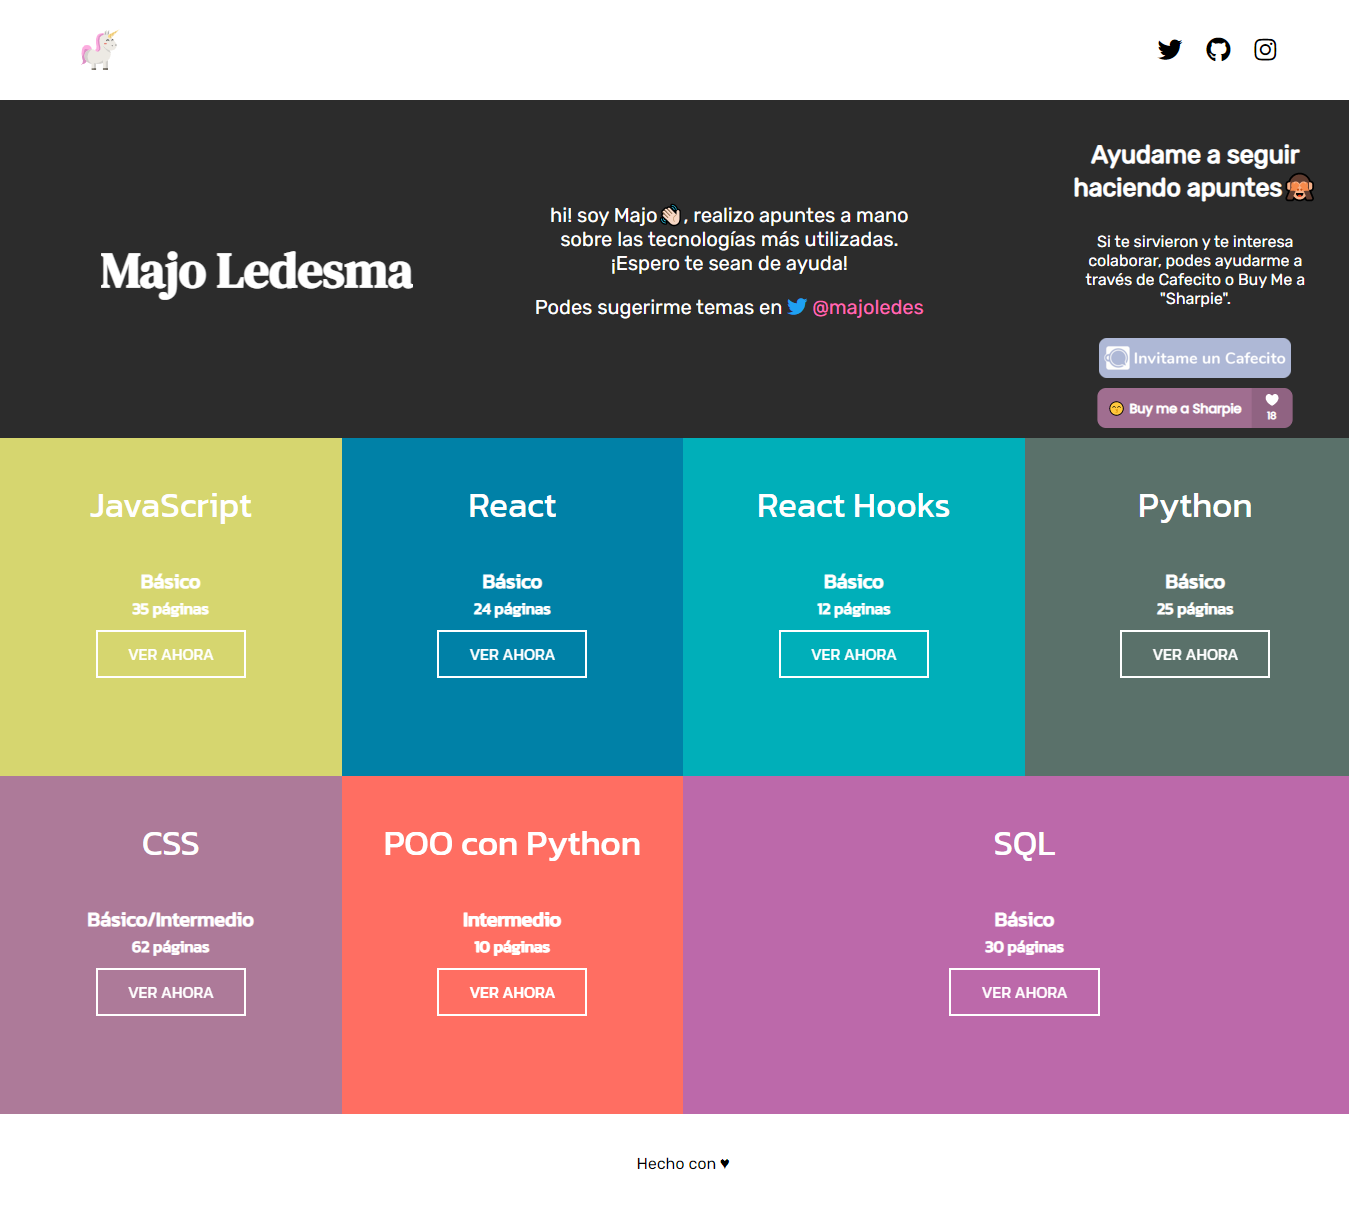 Majo Ledesma
hi! soy Majo👋🏻, realizo apuntes a mano
sobre las tecnologías más utilizadas.
¡Espero te sean de ayuda!
Podes sugerirme temas en @majoledes
Ayudame a seguir
haciendo apuntes🙈
Si te sirvieron y te interesa
colaborar, podes ayudarme a
través de Cafecito o Buy Me a
"Sharpie".
Invitame un Cafecito
Buy me a Sharpie
18
JavaScript
Básico
35 páginas
VER AHORA
React
Básico
24 páginas
VER AHORA
React Hooks
Básico
12 páginas
VER AHORA
Python
Básico
25 páginas
VER AHORA
CSS
Básico/Intermedio
62 páginas
VER AHORA
POO con Python
Intermedio
10 páginas
VER AHORA
SQL
Básico
30 páginas
VER AHORA
Hecho con ♥